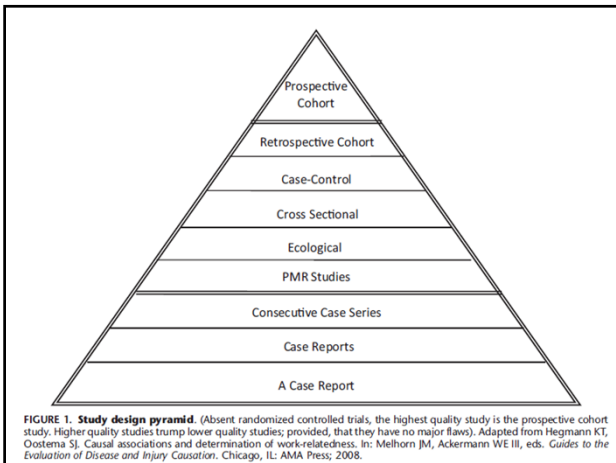 Prospective
Cohort
Retrospective Cohort
Case-Control
Cross Sectional
Ecological
PMR Studies
Consecutive Case Series
Case Reports
A Case Report
FIGURE 1. Study design pyramid. (Absent randomized controlled trials, the highest quality study is the prospective cohort
study. Higher quality studies trump lower quality studies; provided, that they have no major flaws). Adapted from Hegmann KT,
Oostema SJ. Causal associations and determination of work-relatedness. In: Melhorn JM, Ackermann WE III, eds. Guides to the
Evaluation of Disease and Injury Causation. Chicago, IL: AMA Press; 2008.